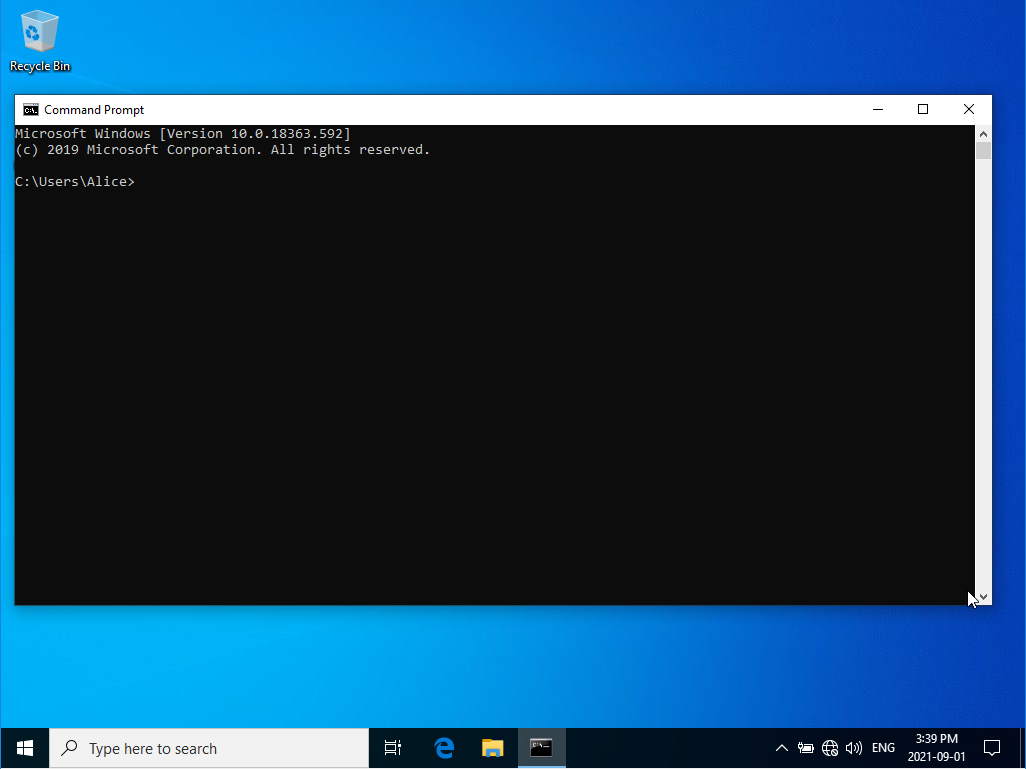 Recycle Bin
Command Prompt
Microsoft Windows [Version 10.0.18363.592]
(c) 2019 Microsoft Corporation. All rights reserved.
C:\Users\Alice>
Type here to search
ENG
3:39 PM
2021-09-01